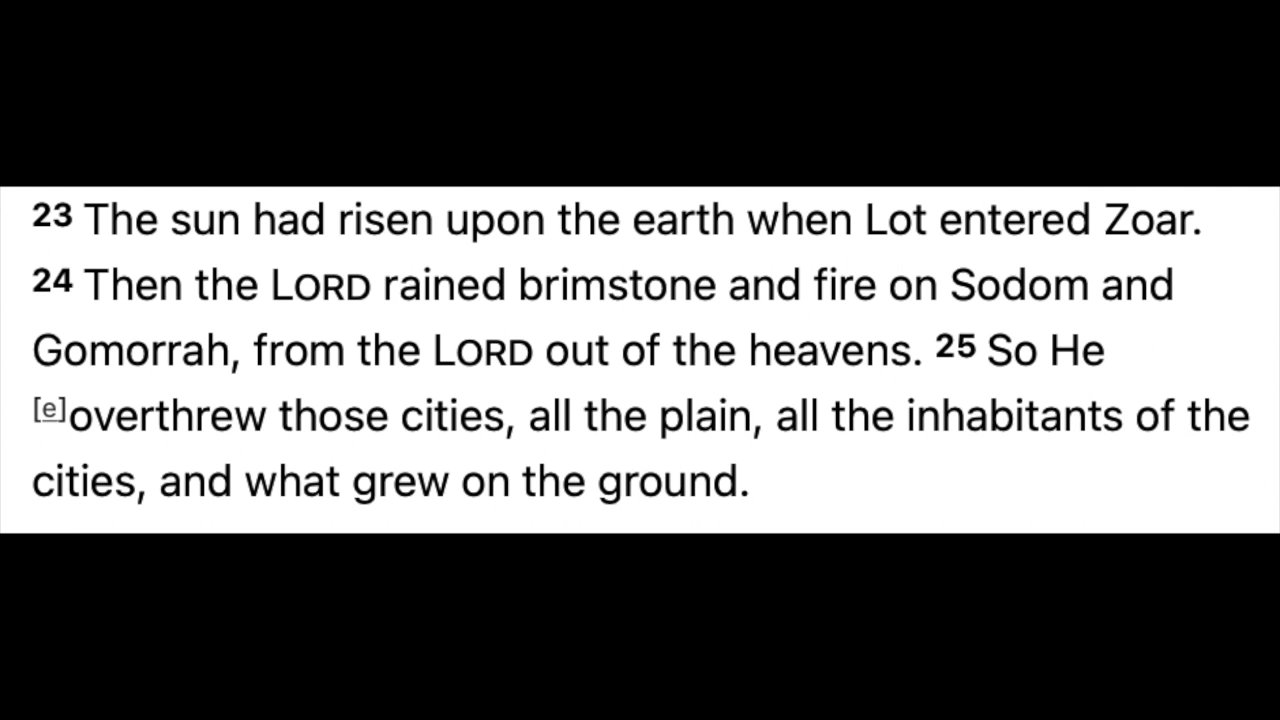 23 The sun had risen upon the earth when Lot entered Zoar.
24 Then the LORD rained brimstone and fire on Sodom and
Gomorrah, from the LORD out of the heavens. 25 So He
[e]overthrew those cities, all the plain, all the inhabitants of the
cities, and what grew on the ground.